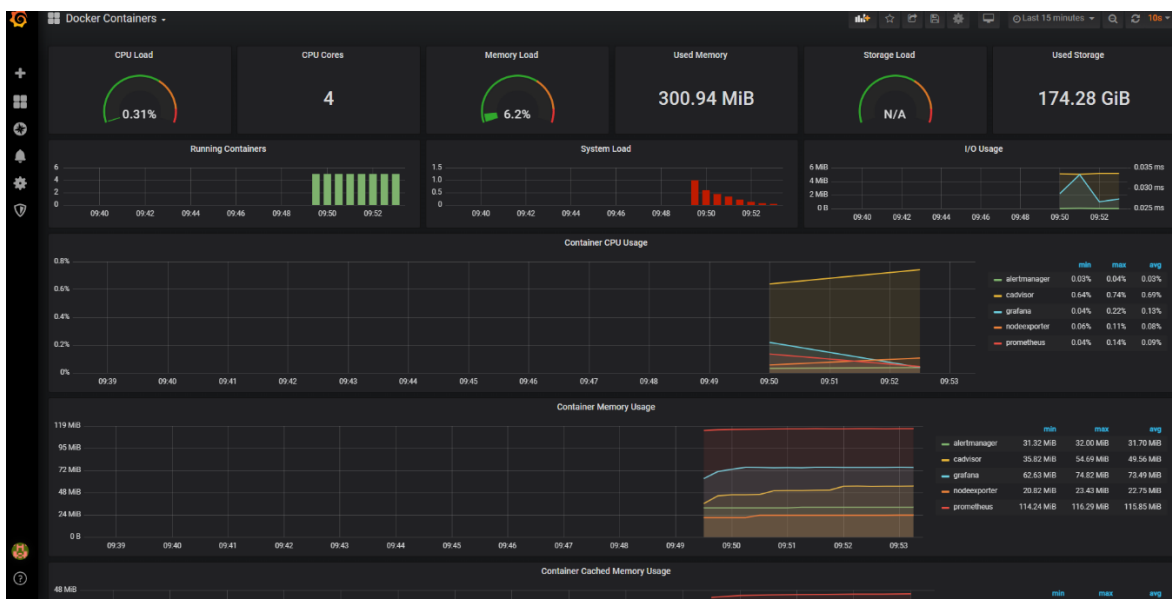 Docker Containers
Last 15 minutes 10s
CPU Load CPU Cores Memory Load Used Memory Storage Load Used Storage
0.31% 4 6.2% 300.94 MiB N/A 174.28 GiB
Running Containers
6
4
2
0
09:40 09:42 09:44 09:46 09:48 09:50 09:52
System Load
1.5
1.0
0.5
0
09:40 09:42 09:44 09:46 09:48 09:50 09:52
I/O Usage
6 MiB 0.035 ms
4 MiB
0.030 ms
2 MiB
0 B 0.025 ms
09:40 09:42 09:44 09:46 09:48 09:50 09:52
Container CPU Usage
0.8%
0.6%
0.4%
0.2%
0%
09:39 09:40 09:41 09:42 09:43 09:44 09:45 09:46 09:47 09:48 09:49 09:50 09:51 09:52 09:53
min max avg
alertmanager 0.03% 0.04% 0.03%
cadvisor 0.64% 0.74% 0.69%
grafana 0.04% 0.22% 0.13%
nodeexporter 0.06% 0.11% 0.08%
prometheus 0.04% 0.14% 0.09%
Container Memory Usage
119 MiB
95 MiB
72 MiB
48 MiB
24 MiB
0 B
09:39 09:40 09:41 09:42 09:43 09:44 09:45 09:46 09:47 09:48 09:49 09:50 09:51 09:52 09:53
min max avg
alertmanager 31.32 MiB 32.00 MiB 31.70 MiB
cadvisor 35.82 MiB 54.69 MiB 49.56 MiB
grafana 62.63 MiB 74.82 MiB 73.49 MiB
nodeexporter 20.82 MiB 23.43 MiB 22.75 MiB
prometheus 114.24 MiB 116.29 MiB 115.85 MiB
Container Cached Memory Usage
48 MiB
min max avg